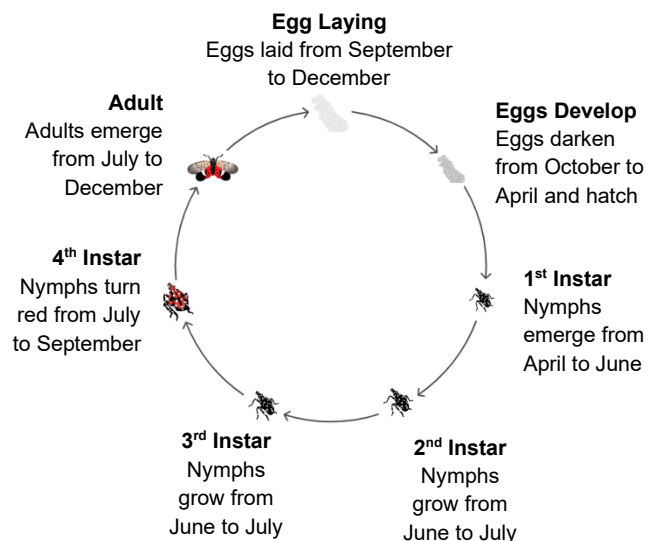 Egg Laying
Eggs laid from September
to December
Eggs Develop
Eggs darken
from October to
April and hatch
1st Instar
Nymphs
emerge from
April to June
2nd Instar
Nymphs
grow from
June to July
3rd Instar
Nymphs
grow from
June to July
4th Instar
Nymphs turn
red from July
to September
Adult
Adults emerge
from July to
December